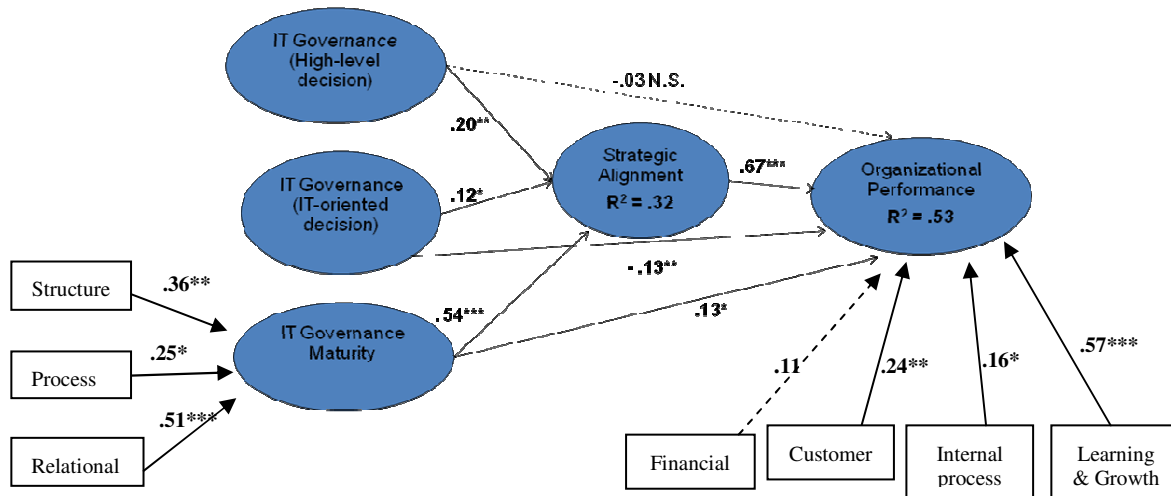 IT Governance
(High-level
decision)
-.03 N.S.
.20**
Strategic
Alignment
R² = .32
.67***
Organizational
Performance
R² = .53
IT Governance
(IT-oriented
decision)
.12*
-.13**
Structure
.36**
.54***
.13*
IT Governance
Maturity
Process
.25*
.11
.24**
.16*
.57***
.51***
Relational
Financial
Customer
Internal
process
Learning
& Growth